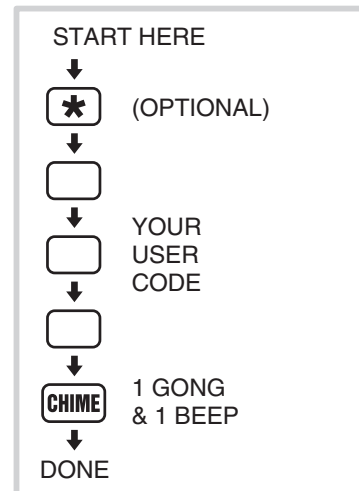 START HERE
* (OPTIONAL)
YOUR
USER
CODE
CHIME 1 GONG
& 1 BEEP
DONE